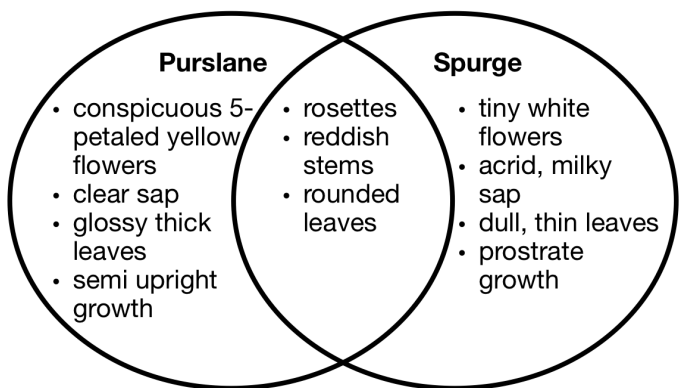 Purslane
• conspicuous 5-
petaled yellow
flowers
• clear sap
• glossy thick
leaves
• semi upright
growth
• rosettes
• reddish
stems
• rounded
leaves
Spurge
• tiny white
flowers
• acrid, milky
sap
• dull, thin leaves
• prostrate
growth